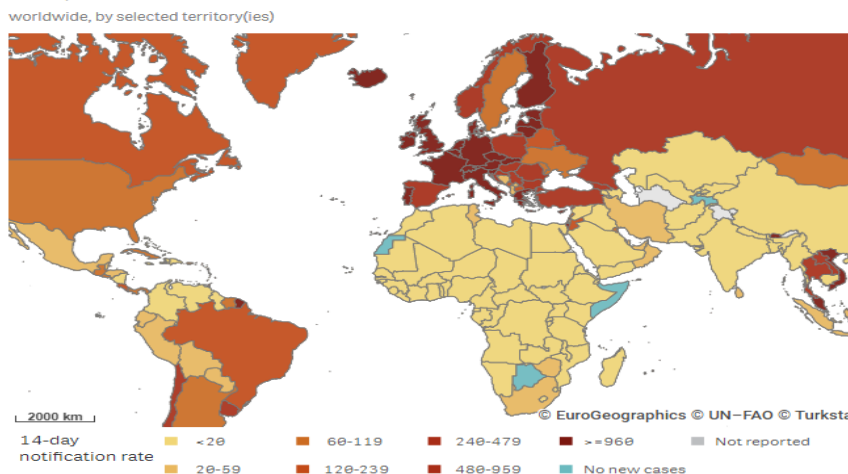 worldwide, by selected territory(ies)
2000 km
© EuroGeographics © UN-FAO © Turksta
14-day
notification rate
<20
60-119
240-479
>=960
Not reported
20-59
120-239
480-959
No new cases